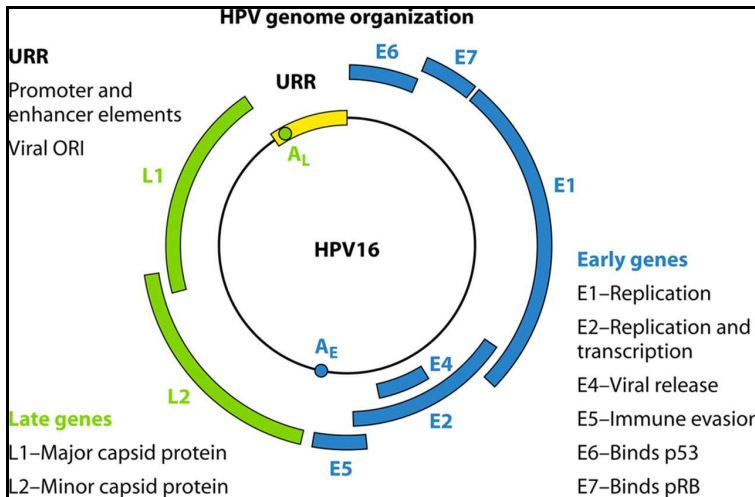 HPV genome organization
URR
Promoter and
enhancer elements
Viral ORI
URR
E6
E7
L1
A_L
E1
HPV16
A_E
E4
L2
E2
E5
Late genes
L1–Major capsid protein
L2–Minor capsid protein
Early genes
E1–Replication
E2–Replication and
transcription
E4–Viral release
E5–Immune evasion
E6–Binds p53
E7–Binds pRB